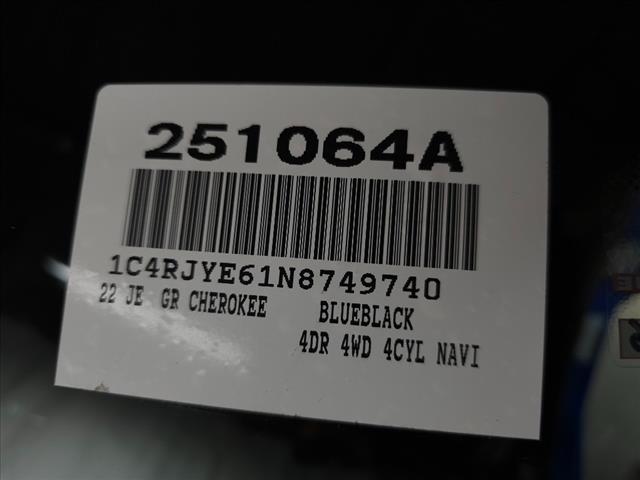 251064A
1C4RJYE61N8749740
22 JE GR CHEROKEE BLUEBLACK
4DR 4WD 4CYL NAVI